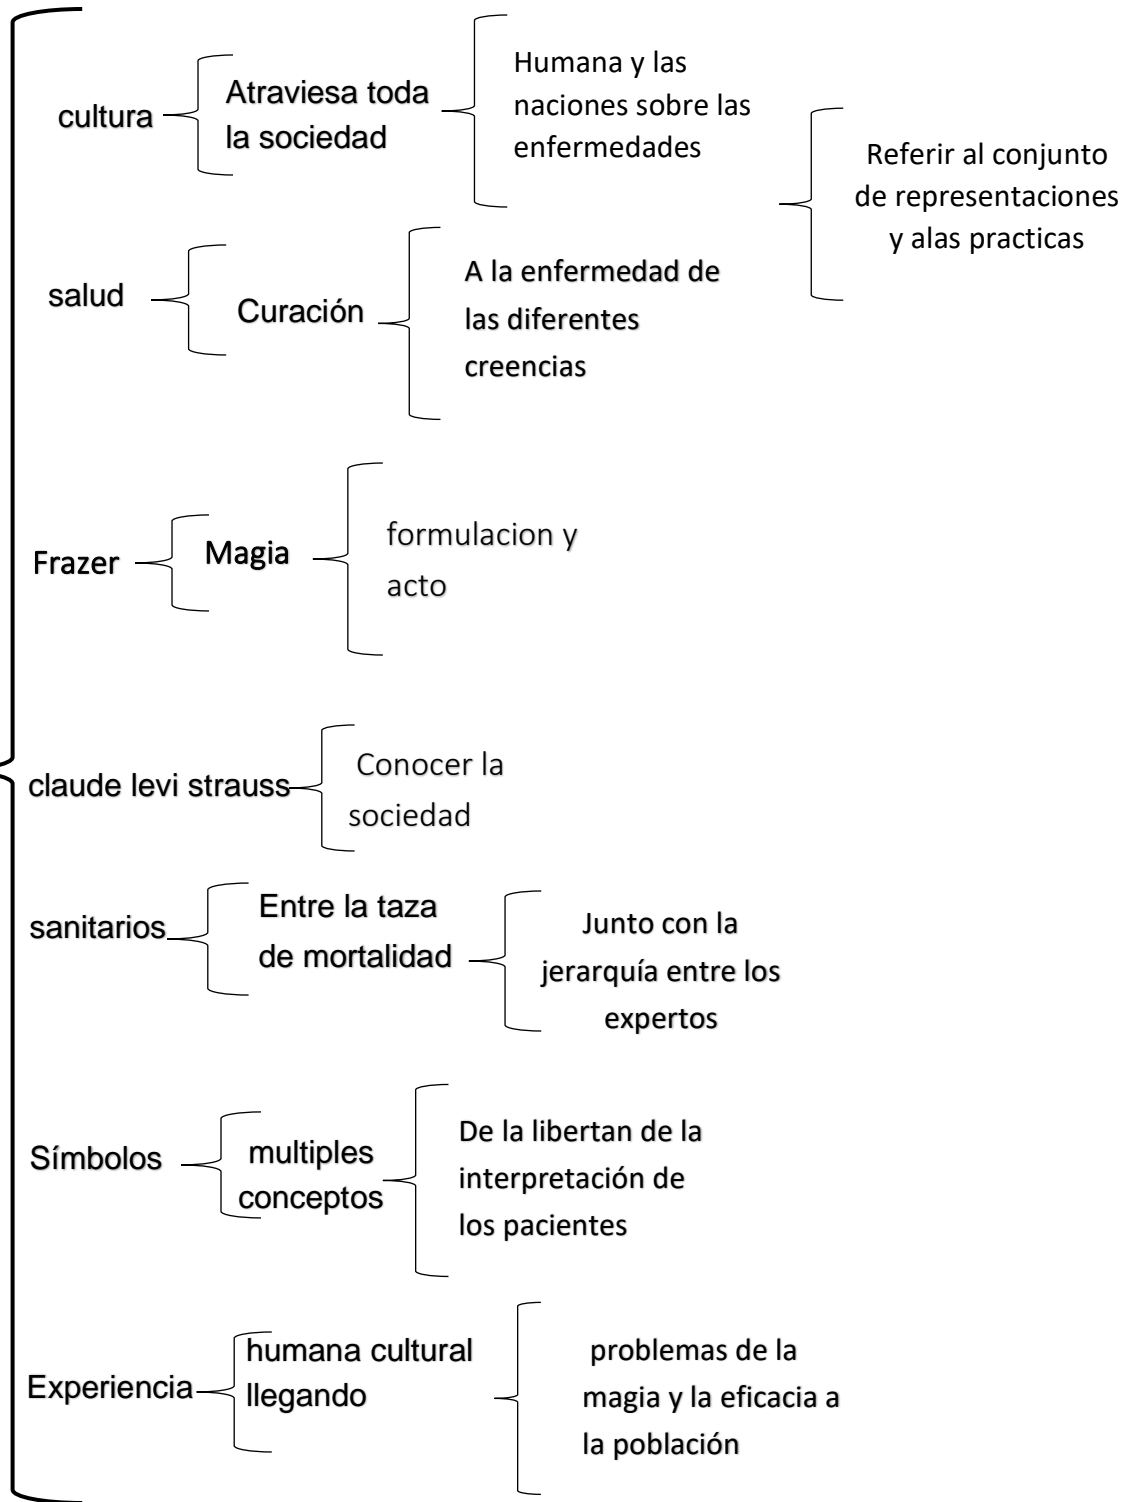 cultura
Atraviesa toda
la sociedad
Humana y las
naciones sobre las
enfermedades
Referir al conjunto
de representaciones
y alas practicas
salud
Curación
A la enfermedad de
las diferentes
creencias
Frazer
Magia
formulacion y
acto
claude levi strauss
Conocer la
sociedad
sanitarios
Entre la taza
de mortalidad
Junto con la
jerarquía entre los
expertos
Símbolos
multiples
conceptos
De la libertan de la
interpretación de
los pacientes
Experiencia
humana cultural
llegando
problemas de la
magia y la eficacia a
la población